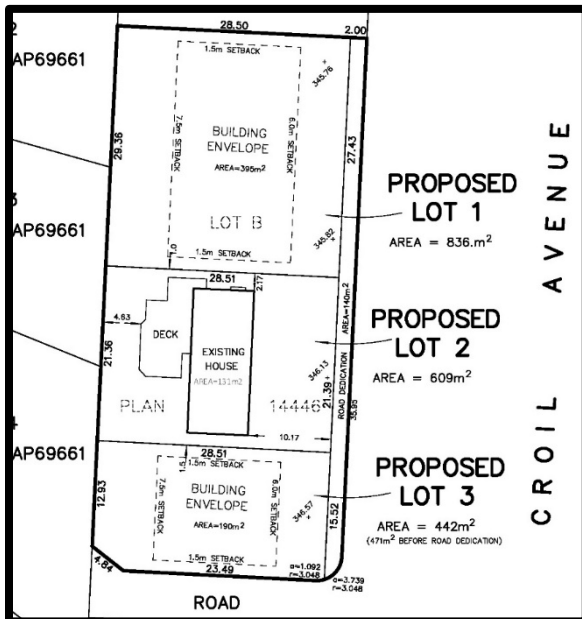 28.50
2.00
2
AP69661
1.5m SETBACK
345.76
7.5m SETBACK
6.0m SETBACK
BUILDING
ENVELOPE
AREA=395m²
29.36
27.43
LOT B
PROPOSED
LOT 1
AREA = 836.m²
3
AP69661
345.82
1.5m SETBACK
1.0
28.51
2.17
AREA=140m²
4.63
DECK
EXISTING
HOUSE
AREA=131m²
21.36
PROPOSED
LOT 2
AREA = 609m²
346.13
21.39
ROAD DEDICATION
35.95
PLAN
14446
10.17
4
AP69661
28.51
1.5
1.5m SETBACK
7.5m SETBACK
6.0m SETBACK
BUILDING
ENVELOPE
AREA=190m²
12.93
346.57
15.52
PROPOSED
LOT 3
AREA = 442m²
(471m² BEFORE ROAD DEDICATION)
1.5m SETBACK
4.84
23.49
a=1.092
r=3.048
a=3.739
r=3.048
ROAD
CROIL AVENUE